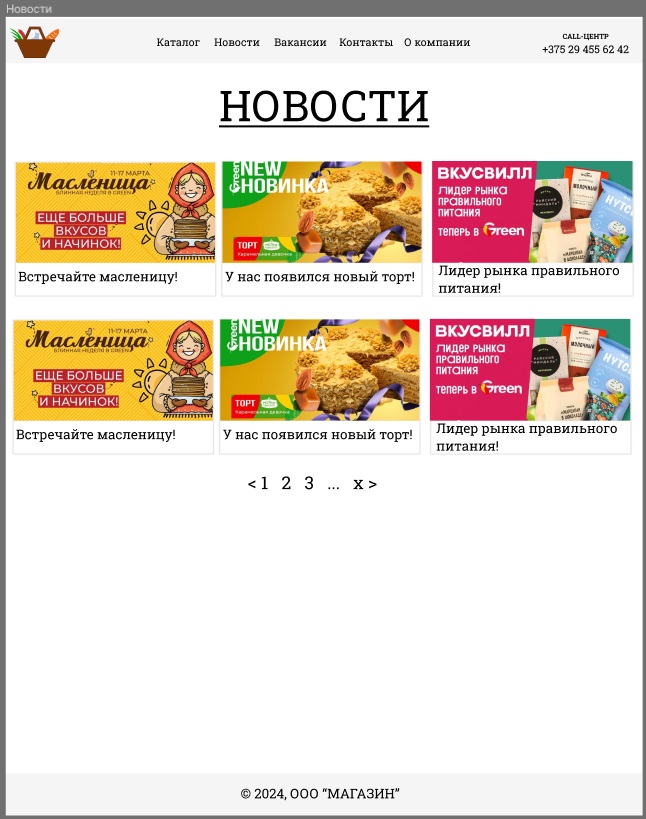 Новости
Каталог Новости Вакансии Контакты О компании
CALL-ЦЕНТР
+375 29 455 62 42
НОВОСТИ
11-17 МАРТА
Масленица
БЛИННАЯ НЕДЕЛЯ В GREEN
ЕЩЕ БОЛЬШЕ
ВКУСОВ
И НАЧИНОК!
Встречайте масленицу!
Green
NEW
НОВИНКА
ТОРТ
Карамельная девочка
У нас появился новый торт!
ВКУСВИЛЛ
ЛИДЕР РЫНКА
ПРАВИЛЬНОГО
ПИТАНИЯ
теперь в Green
МОЛОЧНЫЙ
Лидер рынка правильного
питания!
11-17 МАРТА
Масленица
БЛИННАЯ НЕДЕЛЯ В GREEN
ЕЩЕ БОЛЬШЕ
ВКУСОВ
И НАЧИНОК!
Встречайте масленицу!
Green
NEW
НОВИНКА
ТОРТ
Карамельная девочка
У нас появился новый торт!
ВКУСВИЛЛ
ЛИДЕР РЫНКА
ПРАВИЛЬНОГО
ПИТАНИЯ
теперь в Green
МОЛОЧНЫЙ
Лидер рынка правильного
питания!
< 1 2 3 ... x >
© 2024, ООО “МАГАЗИН”